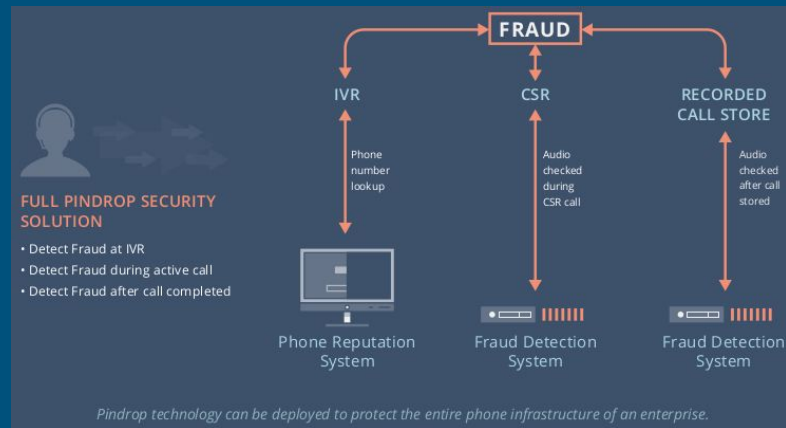 FRAUD
IVR
CSR
RECORDED
CALL STORE
Phone
number
lookup
Audio
checked
during
CSR call
Audio
checked
after call
stored
FULL PINDROP SECURITY
SOLUTION
• Detect Fraud at IVR
• Detect Fraud during active call
• Detect Fraud after call completed
Phone Reputation
System
Fraud Detection
System
Fraud Detection
System
Pindrop technology can be deployed to protect the entire phone infrastructure of an enterprise.